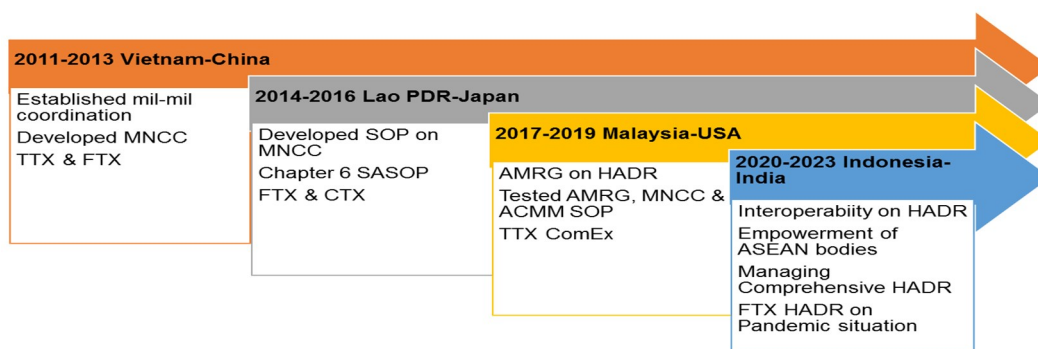 2011-2013 Vietnam-China
Established mil-mil
coordination
Developed MNCC
TTX & FTX
2014-2016 Lao PDR-Japan
Developed SOP on
MNCC
Chapter 6 SASOP
FTX & CTX
2017-2019 Malaysia-USA
AMRG on HADR
Tested AMRG, MNCC &
ACMM SOP
TTX ComEx
2020-2023 Indonesia-
India
Interoperabiity on HADR
Empowerment of
ASEAN bodies
Managing
Comprehensive HADR
FTX HADR on
Pandemic situation